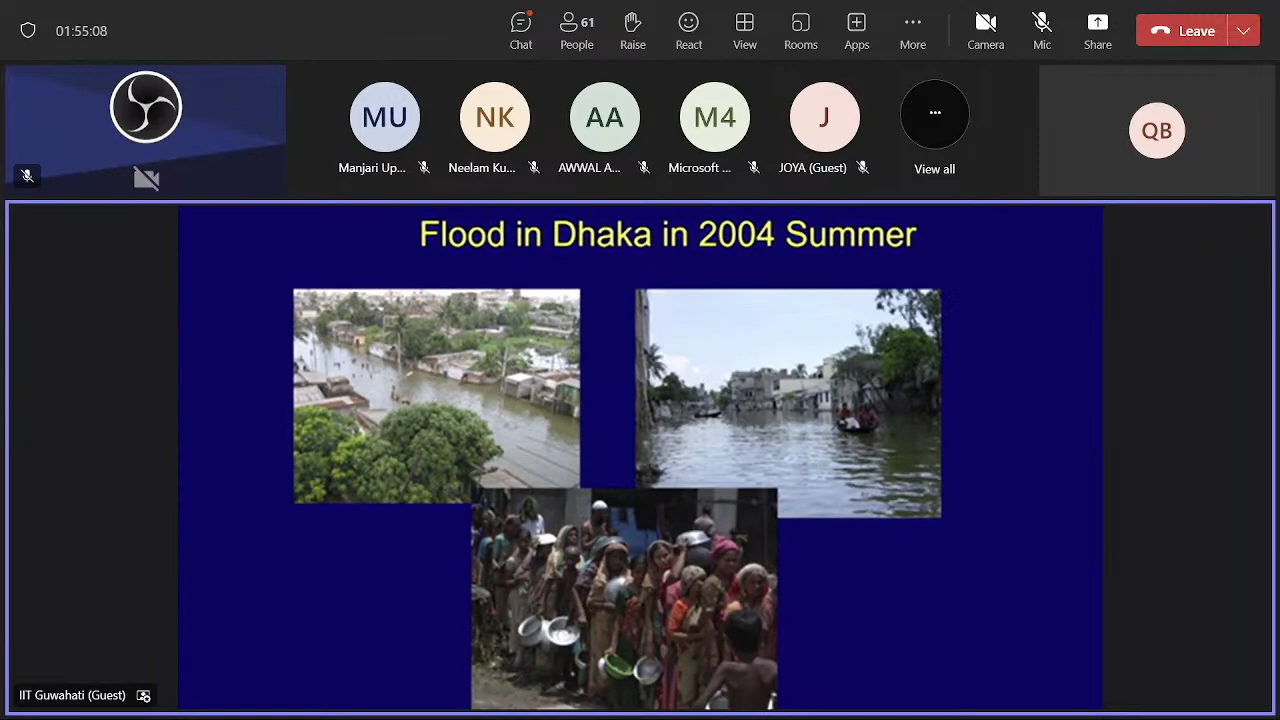 01:55:08
Chat
61
People
Raise
React
View
Rooms
Apps
More
Camera
Mic
Share
Leave
MU
NK
AA
M4
J
QB
Manjari Up...
Neelam Ku...
AWWAL A...
Microsoft ...
JOYA (Guest)
View all
Flood in Dhaka in 2004 Summer
IIT Guwahati (Guest)